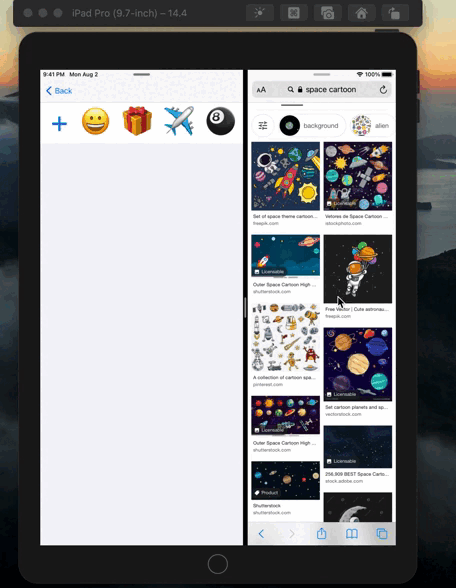 iPad Pro (9.7-inch) – 14.4
9:41 PM Mon Aug 2
100%
Back
AA
space cartoon
8
background
alien
Set of space theme cartoon...
freepik.com
Licensable
Vetores de Space Cartoon ...
istockphoto.com
Licensable
Outer Space Cartoon High ...
shutterstock.com
Free Vector | Cute astronau...
freepik.com
A collection of cartoon spa...
pinterest.com
Licensable
Set cartoon planets and sp...
vectorstock.com
Licensable
Outer Space Cartoon High ...
shutterstock.com
Licensable
256,809 BEST Space Carto...
stock.adobe.com
Product
Shutterstock
shutterstock.com